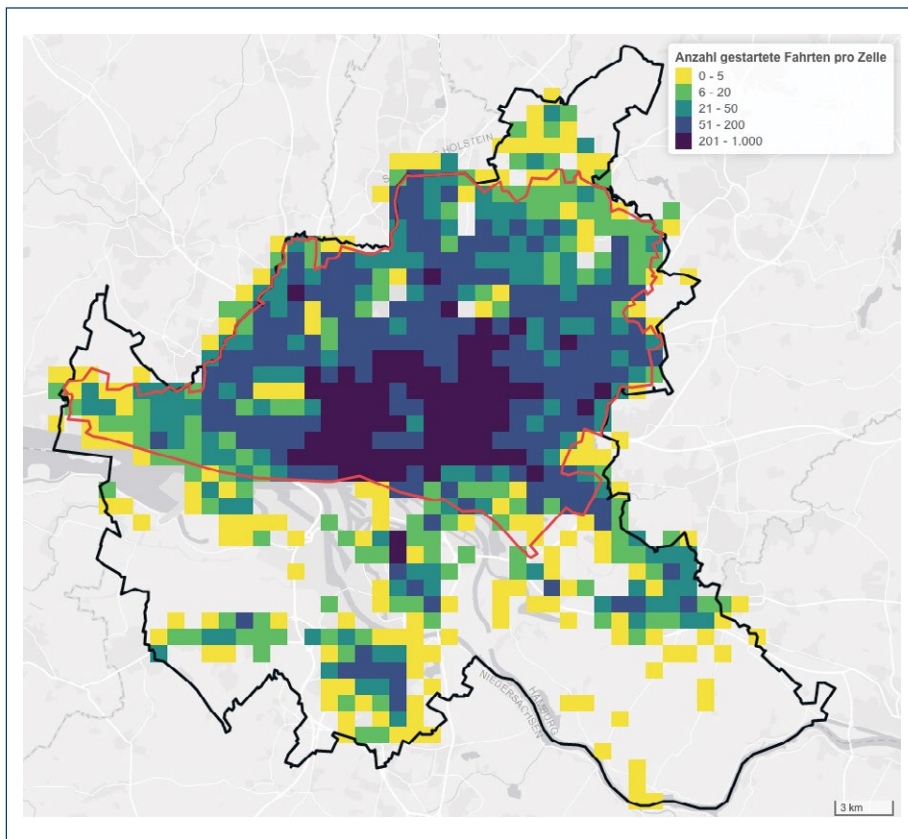 Anzahl gestartete Fahrten pro Zelle
0 - 5
6 - 20
21 - 50
51 - 200
201 - 1.000
HOLSTEIN
HAMBURG
NIEDERSACHSEN
3 km